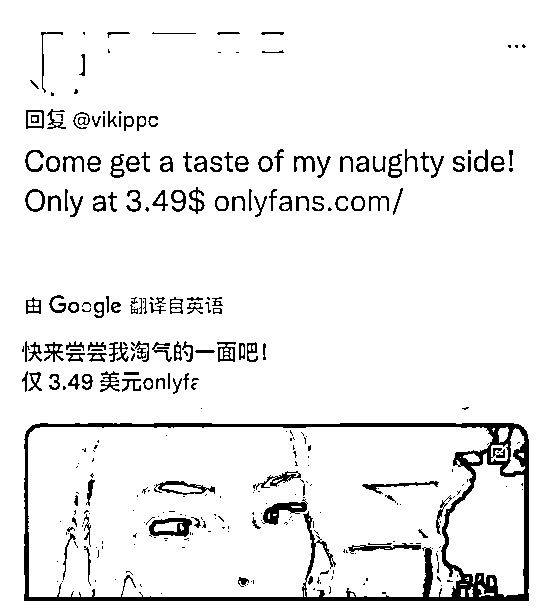 回复 @vikippc
Come get a taste of my naughty side!
Only at 3.49$ onlyfans.com/
由 Google 翻译自英语
快来尝尝我淘气的一面吧！
仅 3.49 美元onlyfa